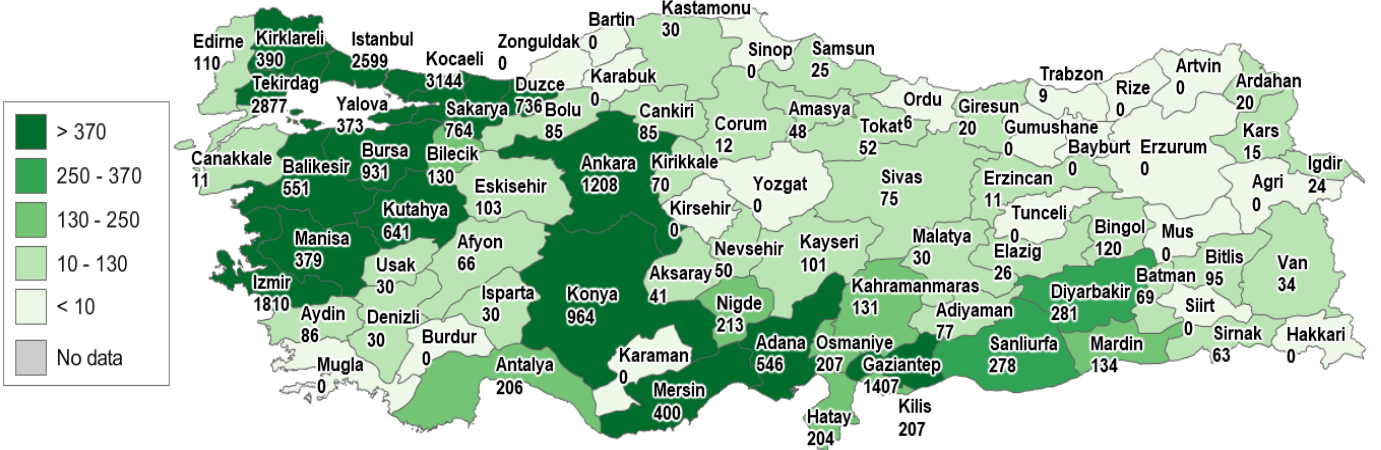 > 370
250 - 370
130 - 250
10 - 130
< 10
No data
Edirne
110
Kirklareli
390
Istanbul
2599
Tekirdag
2877
Kocaeli
3144
Yalova
373
Zonguldak
0
Bartin
0
Kastamonu
30
Karabuk
0
Duzce
736
Bolu
85
Sakarya
764
Sinop
0
Samsun
25
Cankiri
85
Corum
12
Amasya
48
Tokat
52
Ordu
6
Giresun
20
Trabzon
9
Rize
0
Artvin
0
Ardahan
20
Gumushane
0
Bayburt
0
Erzurum
0
Kars
15
Igdir
24
Agri
0
Canakkale
11
Balikesir
551
Bursa
931
Bilecik
130
Eskisehir
103
Ankara
1208
Kirikkale
70
Kirsehir
0
Yozgat
0
Sivas
75
Erzincan
11
Tunceli
0
Bingol
120
Mus
0
Bitlis
95
Van
34
Kutahya
641
Manisa
379
Izmir
1810
Usak
30
Afyon
66
Aydin
86
Denizli
30
Isparta
30
Burdur
0
Mugla
0
Antalya
206
Konya
964
Aksaray
41
Nevsehir
50
Kayseri
101
Nigde
213
Karaman
0
Mersin
400
Adana
546
Malatya
30
Elazig
26
Kahramanmaras
131
Adiyaman
77
Osmaniye
207
Gaziantep
1407
Kilis
207
Hatay
204
Sanliurfa
278
Diyarbakir
281
Batman
69
Siirt
0
Mardin
134
Sirnak
63
Hakkari
0